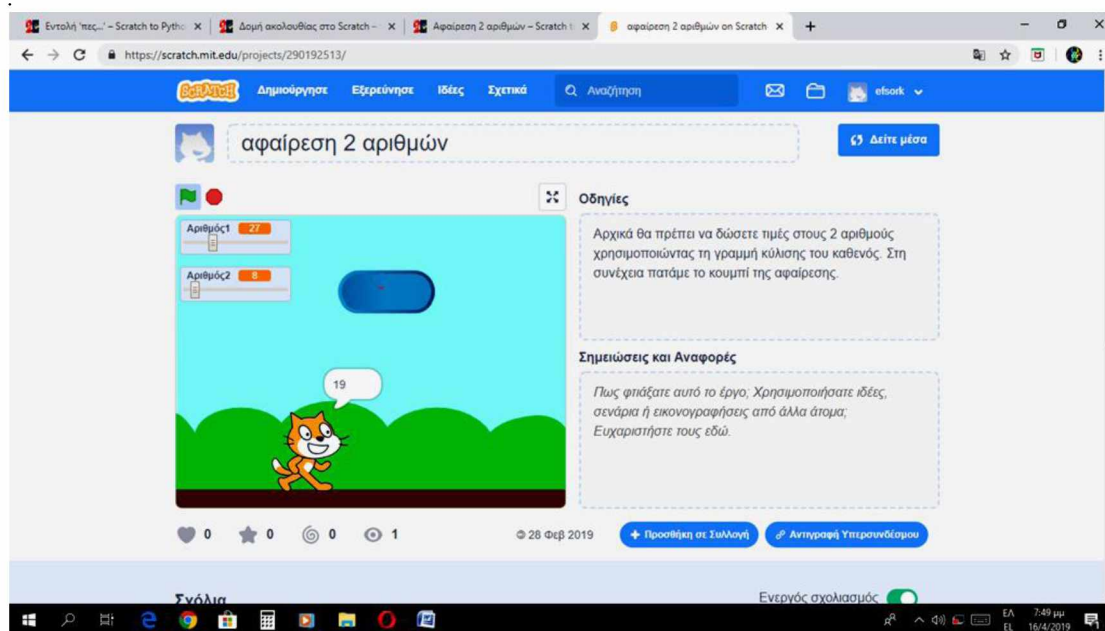 Εντολή 'πες...' – Scratch to Pytho
Δομή ακολουθίας στο Scratch –
Αφαίρεση 2 αριθμών – Scratch t
αφαίρεση 2 αριθμών on Scratch
https://scratch.mit.edu/projects/290192513/
SCRATCH
Δημιούργησε
Εξερεύνησε
Ιδέες
Σχετικά
Αναζήτηση
efsork
αφαίρεση 2 αριθμών
Δείτε μέσα
Αριθμός1 27
Αριθμός2 8
19
Οδηγίες
Αρχικά θα πρέπει να δώσετε τιμές στους 2 αριθμούς
χρησιμοποιώντας τη γραμμή κύλισης του καθενός. Στη
συνέχεια πατάμε το κουμπί της αφαίρεσης.
Σημειώσεις και Αναφορές
Πως φτιάξατε αυτό το έργο; Χρησιμοποιήσατε ιδέες,
σενάρια ή εικονογραφήσεις από άλλα άτομα;
Ευχαριστήστε τους εδώ.
0 0 0 1
28 Φεβ 2019
+ Προσθήκη σε Συλλογή
Αντιγραφή Υπερσυνδέσμου
Σχόλια
Ενεργός σχολιασμός
ΕΛ
EL
7:49 μμ
16/4/2019